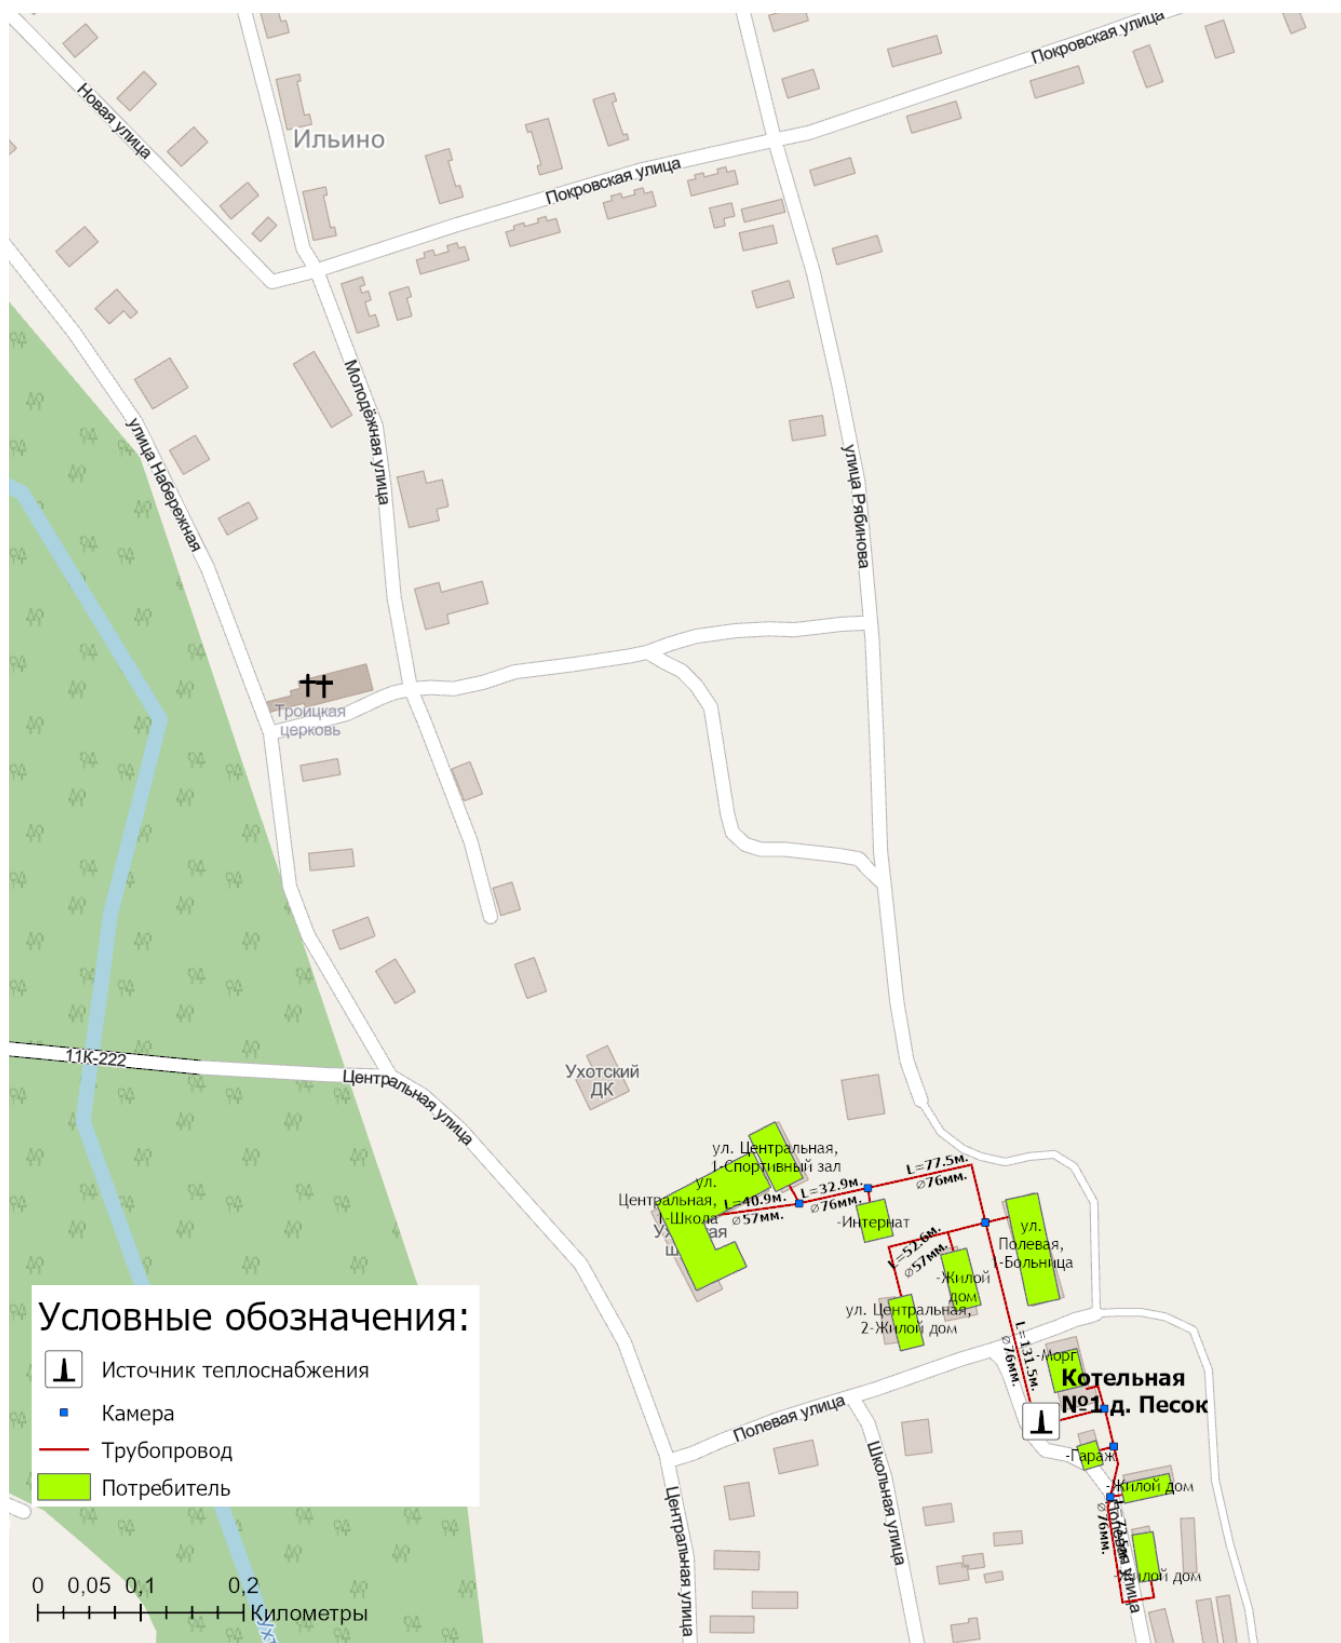 Покровская улица
Новая улица
Ильино
Покровская улица
Молодёжная улица
улица Набережная
улица Рябинова
Троицкая
церковь
11К-222
Центральная улица
Ухотский
ДК
ул. Центральная,
1-Спортивный зал
ул.
Центральная,
1-Школа
L=40.9м.
⌀57мм.
L=32.9м.
⌀76мм.
L=77.5м.
⌀76мм.
-Интернат
L=52.6м.
⌀57мм.
ул.
Полевая,
1-Больница
-Жилой
дом
ул. Центральная,
2-Жилой дом
L=131.5м.
⌀76мм.
-Морг
Котельная
№1 д. Песок
-Гараж
-Жилой дом
⌀76мм.
Полевая улица
-Жилой дом
Полевая улица
Школьная улица
Центральная улица
Условные обозначения:
Источник теплоснабжения
Камера
Трубопровод
Потребитель
0 0,05 0,1 0,2
Километры